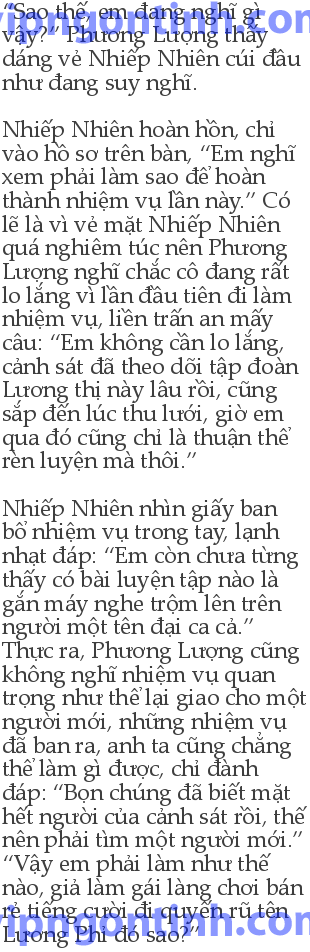 “Sao thế, em đang nghĩ gì
vậy?” Phương Lượng thấy
dáng vẻ Nhiếp Nhiên cúi đầu
như đang suy nghĩ.
Nhiếp Nhiên hoàn hồn, chỉ
vào hồ sơ trên bàn, “Em nghĩ
xem phải làm sao để hoàn
thành nhiệm vụ lần này.” Có
lẽ là vì vẻ mặt Nhiếp Nhiên
quá nghiêm túc nên Phương
Lượng nghĩ chắc cô đang rất
lo lắng vì lần đầu tiên đi làm
nhiệm vụ, liền trấn an mấy
câu: “Em không cần lo lắng,
cảnh sát đã theo dõi tập đoàn
Lương thị này lâu rồi, cũng
sắp đến lúc thu lưới, giờ em
qua đó cũng chỉ là thuận thể
rèn luyện mà thôi.”
Nhiếp Nhiên nhìn giấy ban
bổ nhiệm vụ trong tay, lạnh
nhạt đáp: “Em còn chưa từng
thấy có bài luyện tập nào là
gắn máy nghe trộm lên trên
người một tên đại ca cả.”
Thực ra, Phương Lượng cũng
không nghĩ nhiệm vụ quan
trọng như thể lại giao cho một
người mới, những nhiệm vụ
đã ban ra, anh ta cũng chẳng
thể làm gì được, chỉ đành
đáp: “Bọn chúng đã biết mặt
hết người của cảnh sát rồi, thế
nên phải tìm một người mới.”
“Vậy em phải làm như thế
nào, giả làm gái làng chơi bán
rẻ tiếng cười đi quyến rũ tên
Lương Phi đó sao?”
vipngontinh.com
vipngontinh.com